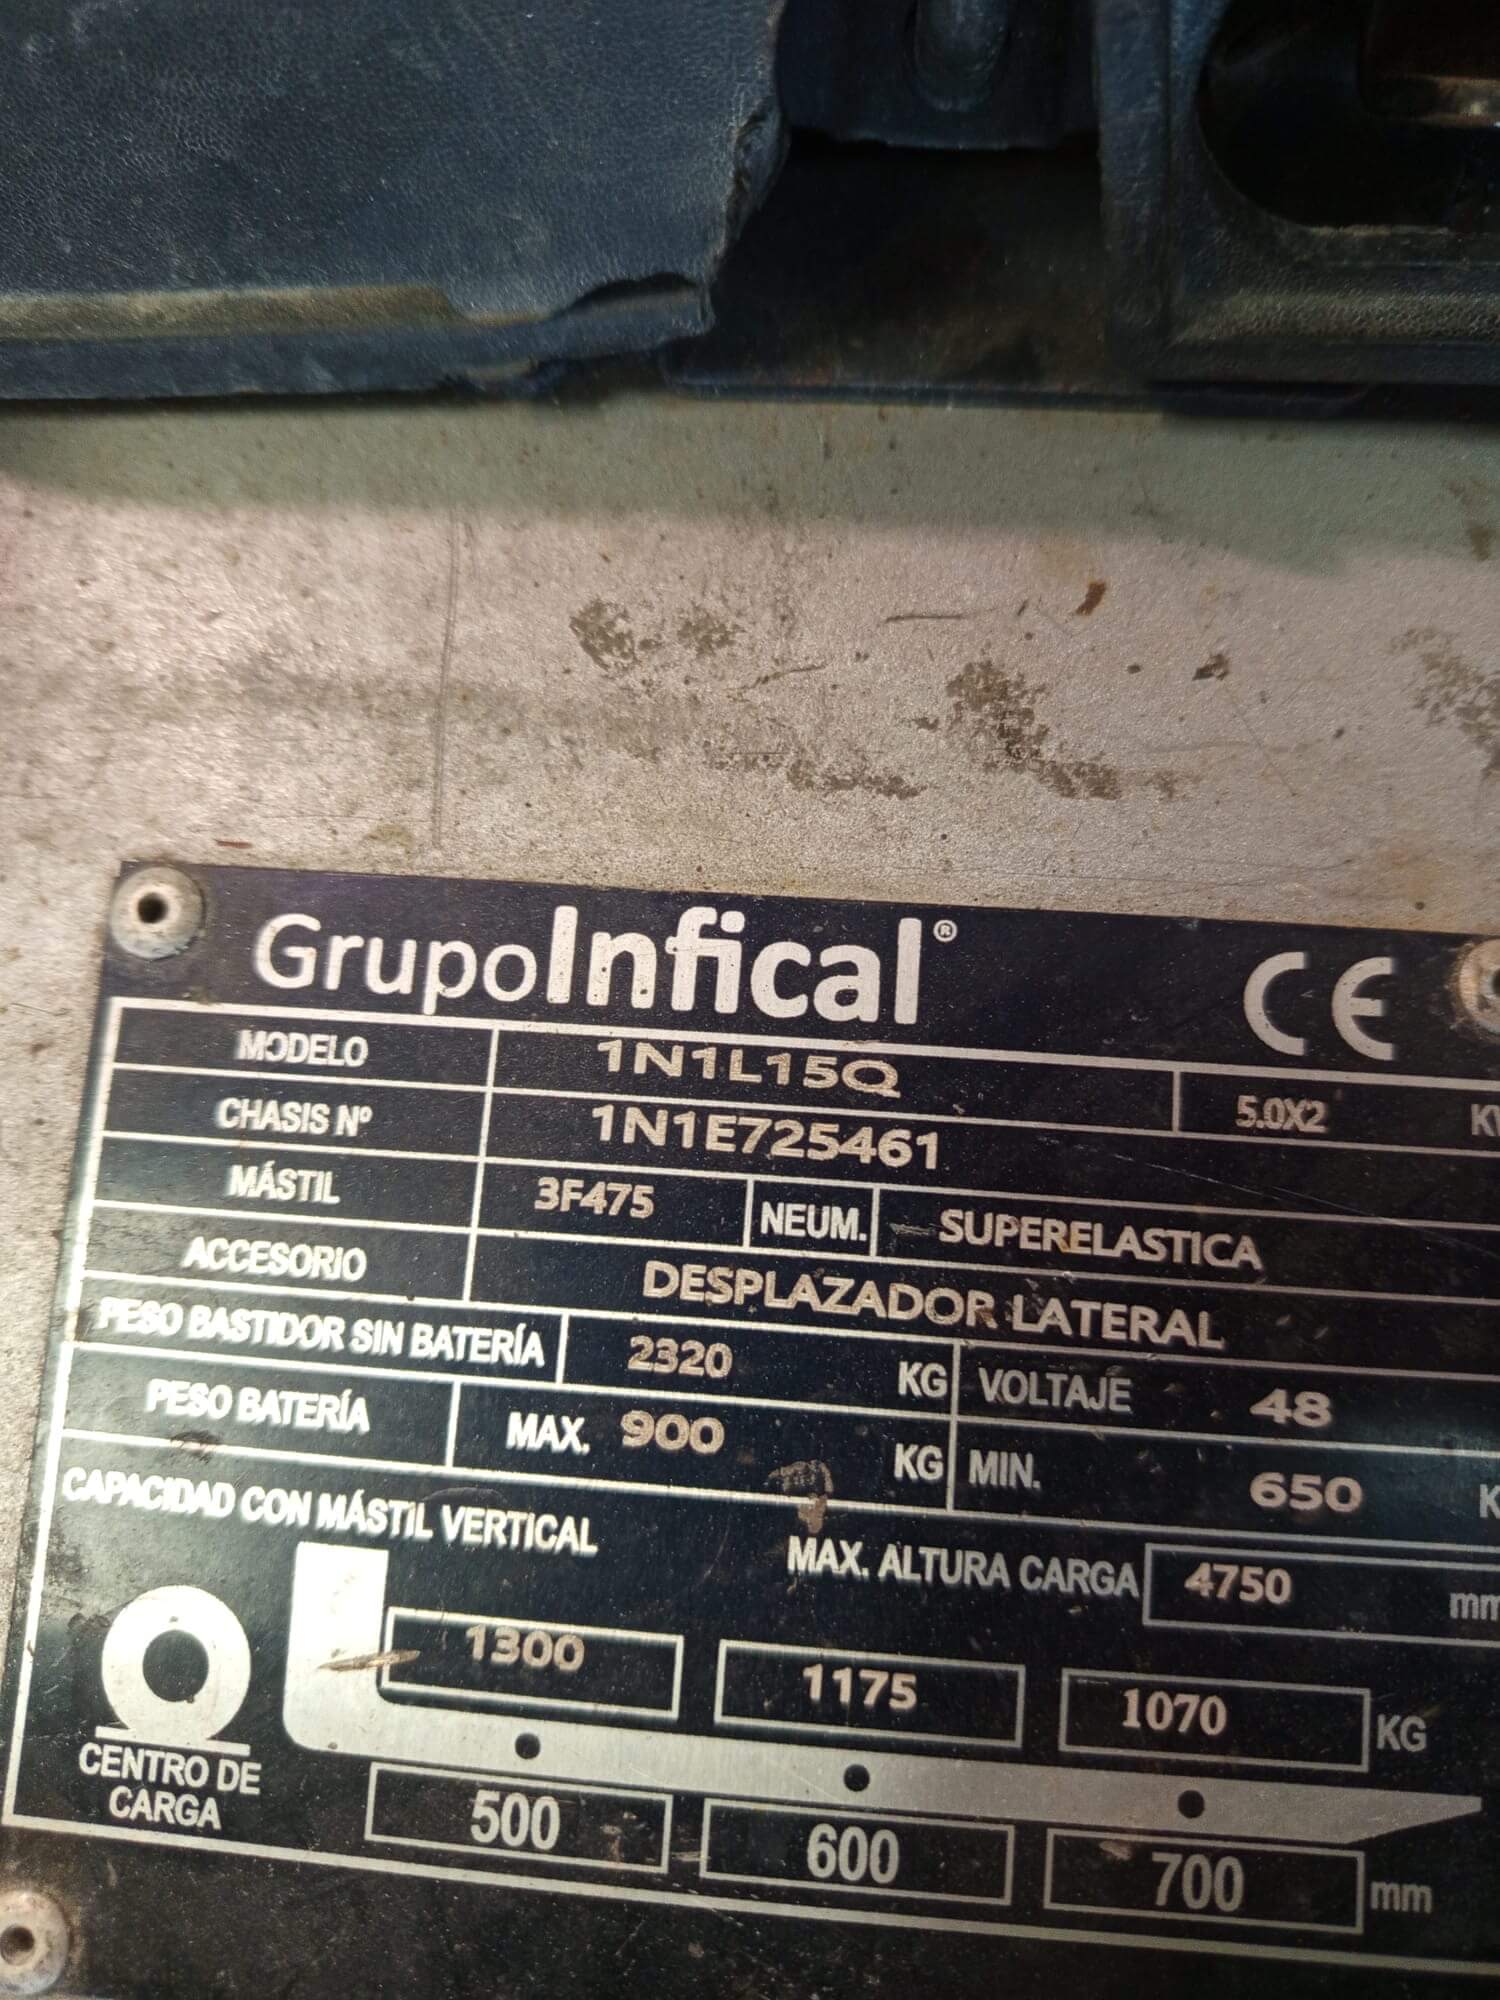 GrupoInfical® CE
MODELO 1N1L15Q 5.0X2
CHASIS Nº 1N1E725461
MÁSTIL 3F475 NEUM. SUPERELASTICA
ACCESORIO DESPLAZADOR LATERAL
PESO BASTIDOR SIN BATERÍA 2320 KG VOLTAJE 48
PESO BATERÍA MAX. 900 KG MIN. 650 K
CAPACIDAD CON MÁSTIL VERTICAL
MAX. ALTURA CARGA 4750 mm
1300 1175 1070 KG
CENTRO DE
CARGA
500 600 700 mm